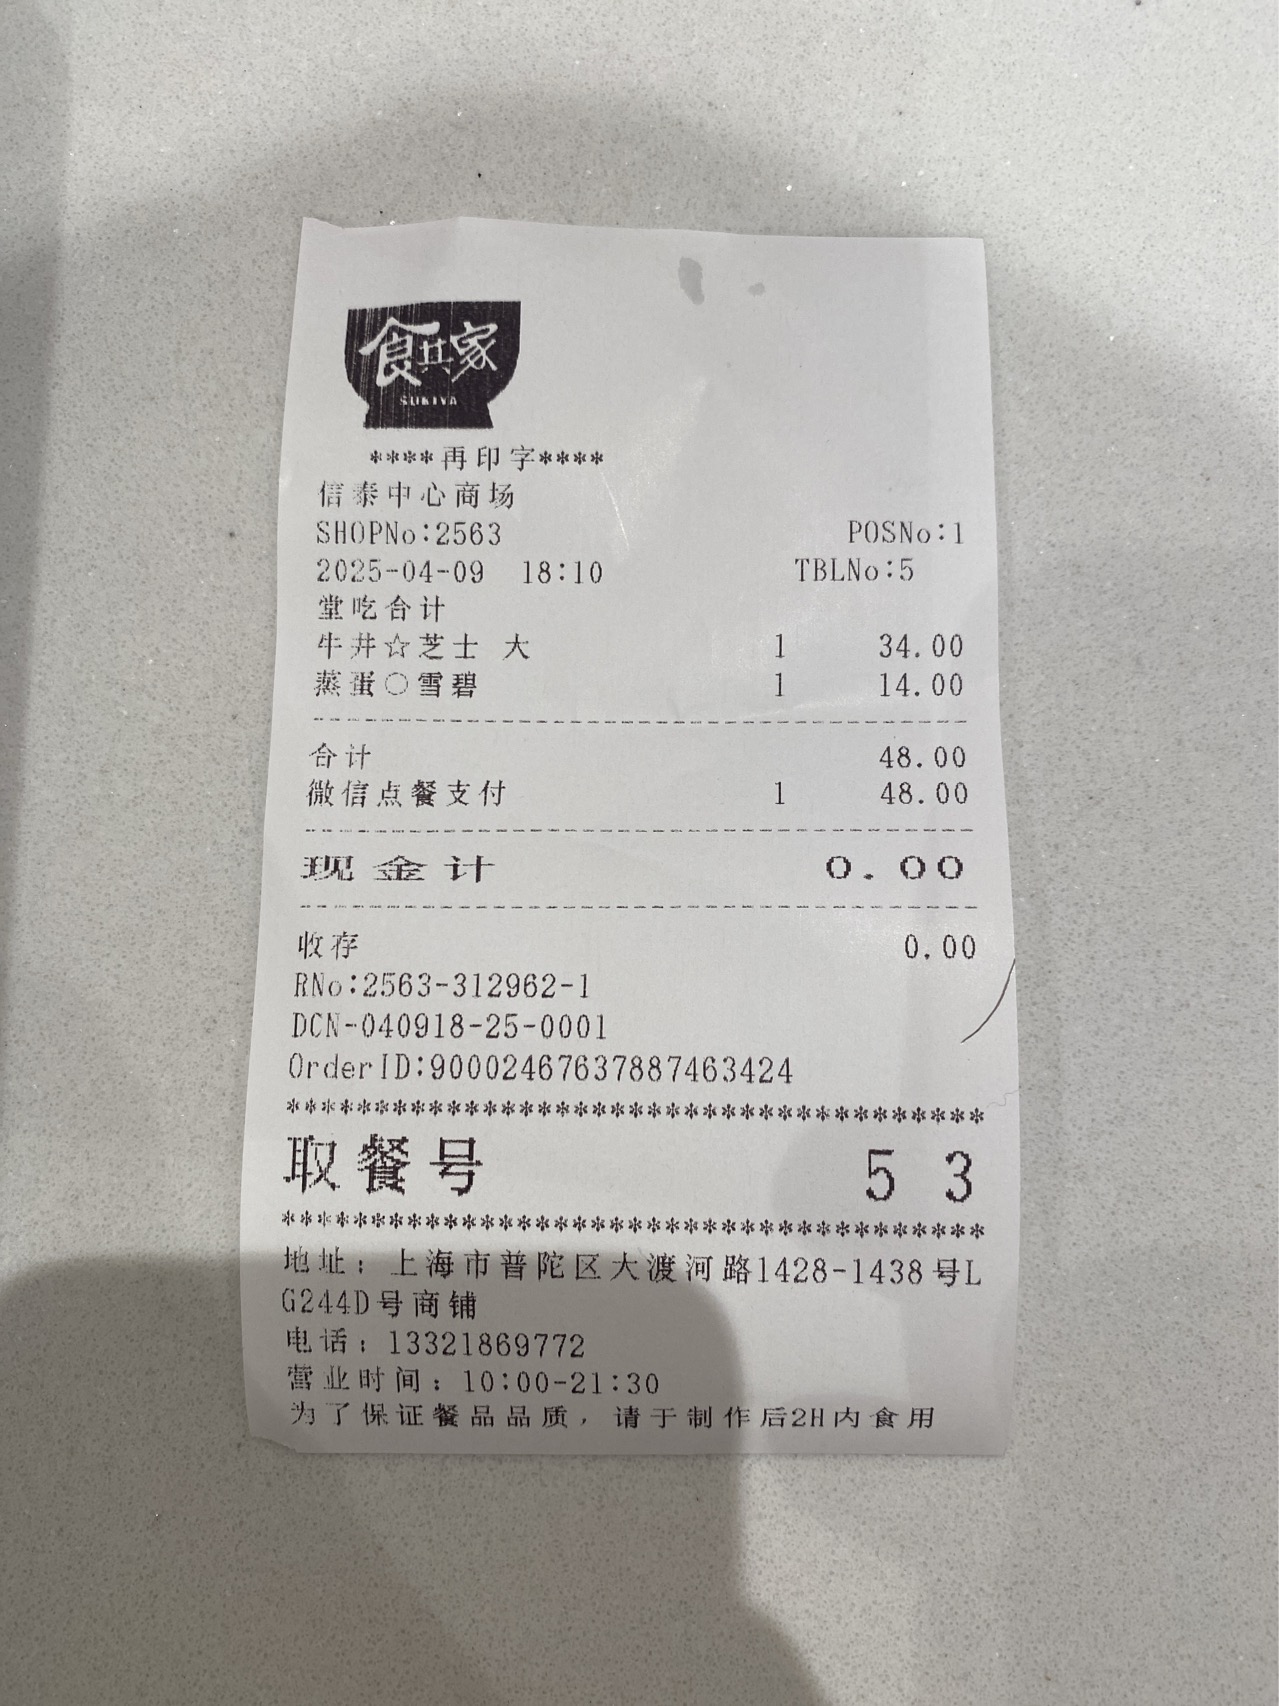 食其家
SUKIYA
****再印字****
信泰中心商场
SHOPNo:2563 POSNo:1
2025-04-09 18:10 TBLNo:5
堂吃合计
牛丼☆芝士 大 1 34.00
蒸蛋○雪碧 1 14.00
合计 48.00
微信点餐支付 1 48.00
现金计 0.00
收存 0.00
RNo:2563-312962-1
DCN-040918-25-0001
OrderID:90002467637887463424
****************************************
取餐号 53
****************************************
地址：上海市普陀区大渡河路1428-1438号L
G244D号商铺
电话：13321869772
营业时间：10:00-21:30
为了保证餐品品质，请于制作后2H内食用